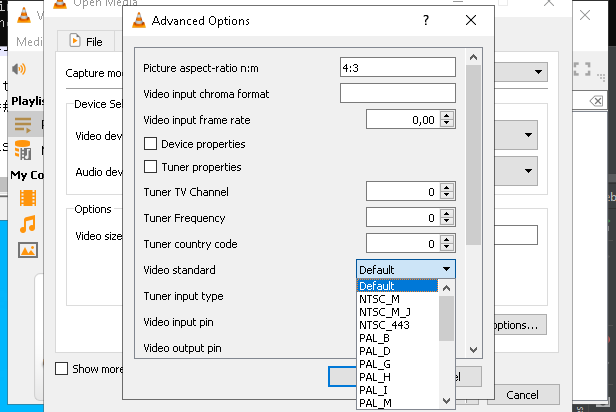 Open Media
Advanced Options
?
Medi
File
Picture aspect-ratio n:m
4:3
Capture mo
Video input chroma format
Playlis
Device Sel
Video input frame rate
0,00
Video dev
Device properties
Tuner properties
Audio dev
My Co
Tuner TV Channel
0
Options
Tuner Frequency
0
Video size
Tuner country code
0
Video standard
Default
Default
Tuner input type
NTSC_M
NTSC_M_J
Video input pin
NTSC_443
options...
PAL_B
Video output pin
PAL_D
PAL_G
Show more
PAL_H
el
PAL_I
Cancel
PAL_M